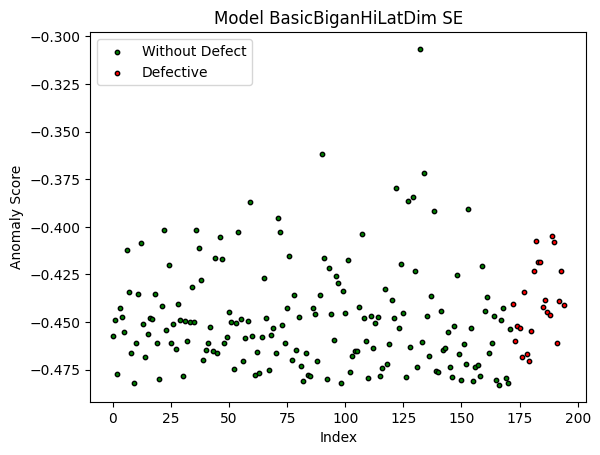 Model BasicBiganHiLatDim SE
−0.300
−0.325
−0.350
−0.375
−0.400
−0.425
−0.450
−0.475
Anomaly Score
Without Defect
Defective
0 25 50 75 100 125 150 175 200
Index